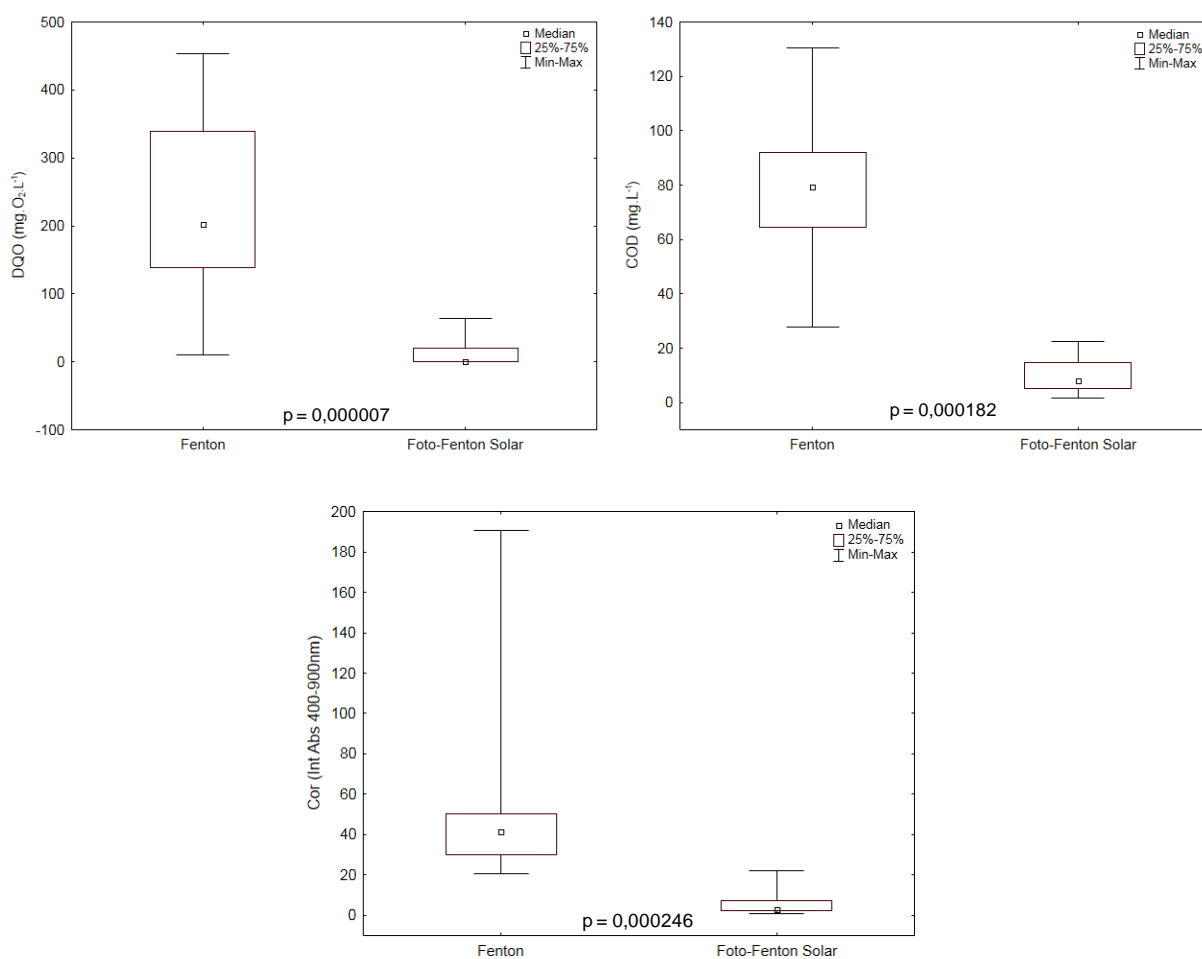 500
400
300
200
100
0
-100
DQO (mg.O₂.L⁻¹)
Median
25%-75%
Min-Max
p = 0,000007
Fenton
Foto-Fenton Solar
140
120
100
80
60
40
20
0
COD (mg.L⁻¹)
Median
25%-75%
Min-Max
p = 0,000182
Fenton
Foto-Fenton Solar
200
180
160
140
120
100
80
60
40
20
0
Cor (Int Abs 400-900nm)
Median
25%-75%
Min-Max
p = 0,000246
Fenton
Foto-Fenton Solar